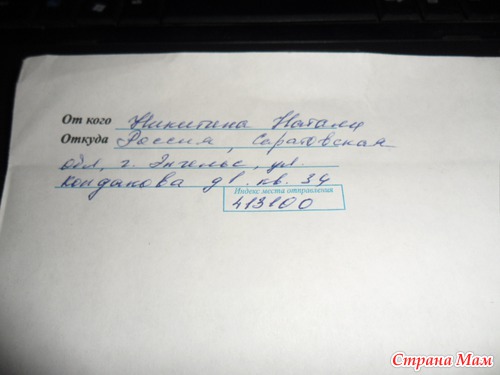 От кого Никитина Натали
Откуда Россия, Саратовская
обл, г. Энгельс, ул.
Кондакова д1. кв. 34
Индекс места отправления
413100
Страна Мам